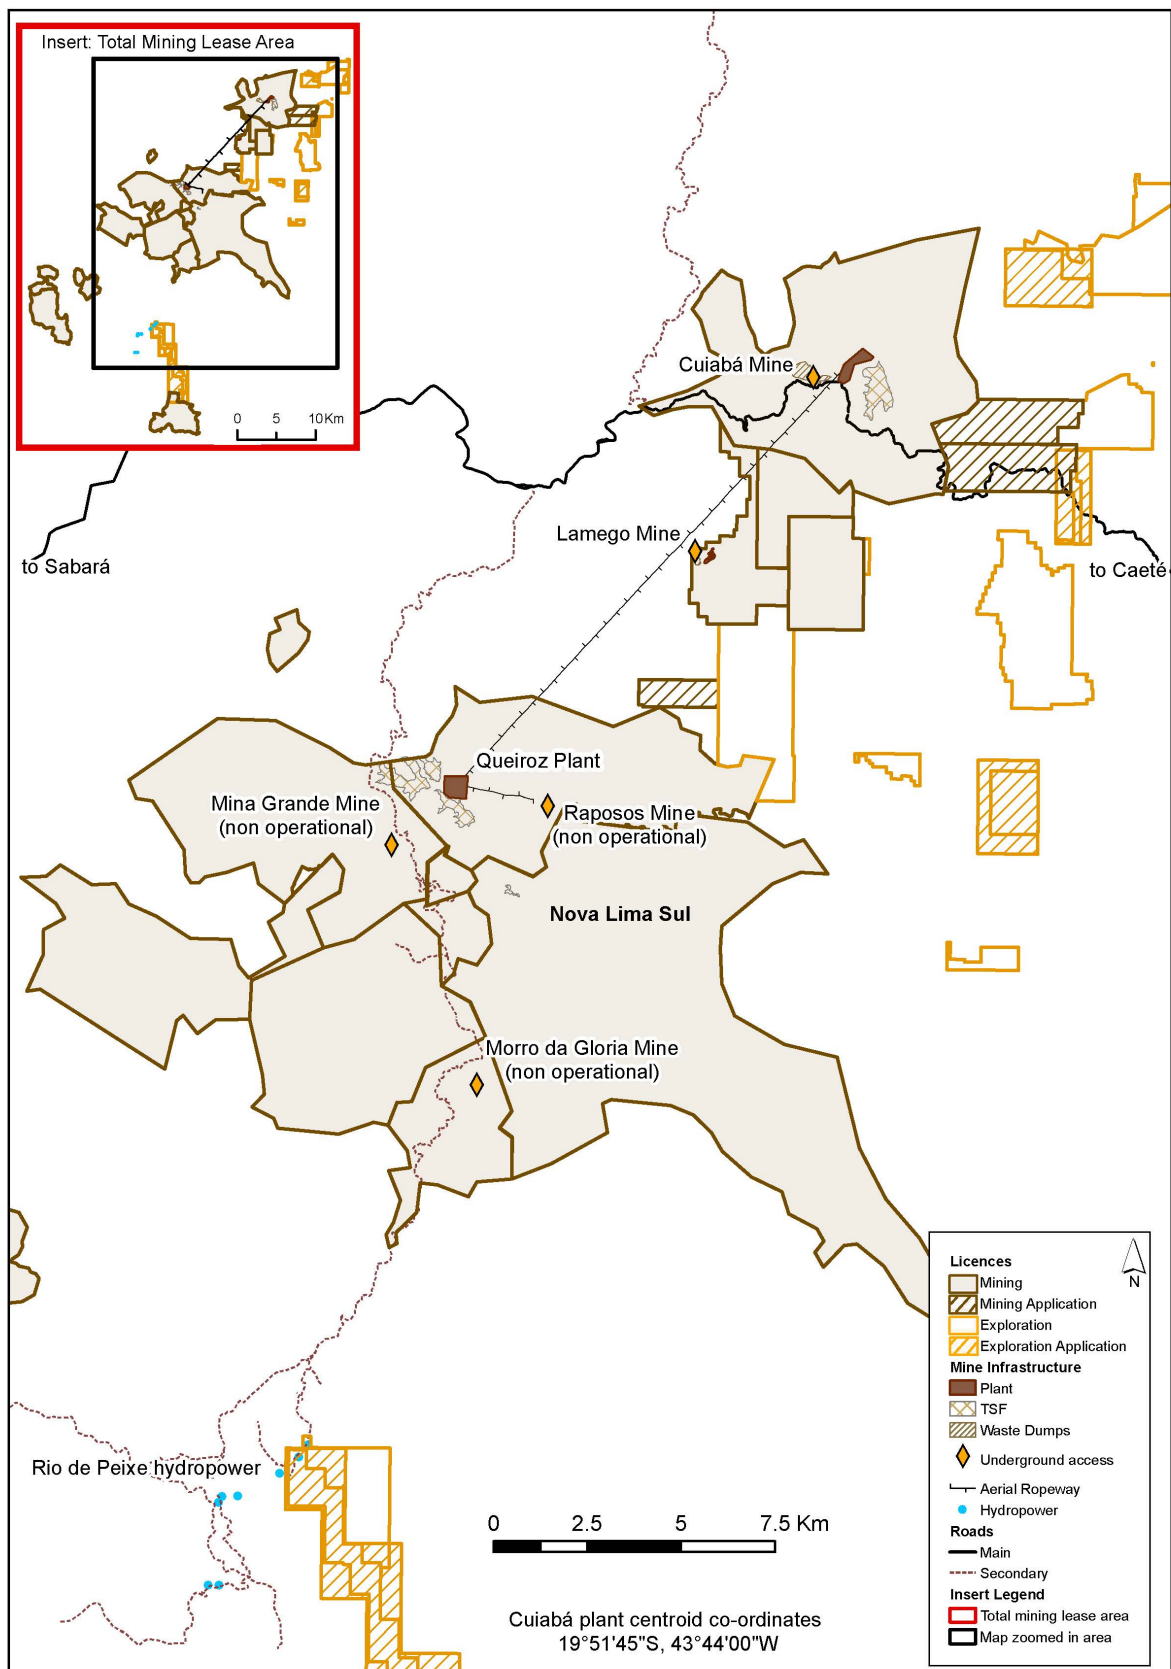 Insert: Total Mining Lease Area
0 5 10Km
Cuiabá Mine
Lamego Mine
to Sabará
to Caeté
Queiroz Plant
Mina Grande Mine
(non operational)
Raposos Mine
(non operational)
Nova Lima Sul
Morro da Gloria Mine
(non operational)
Rio de Peixe hydropower
0 2.5 5 7.5 Km
Cuiabá plant centroid co-ordinates
19°51'45"S, 43°44'00"W
N
Licences
Mining
Mining Application
Exploration
Exploration Application
Mine Infrastructure
Plant
TSF
Waste Dumps
Underground access
Aerial Ropeway
Hydropower
Roads
Main
Secondary
Insert Legend
Total mining lease area
Map zoomed in area